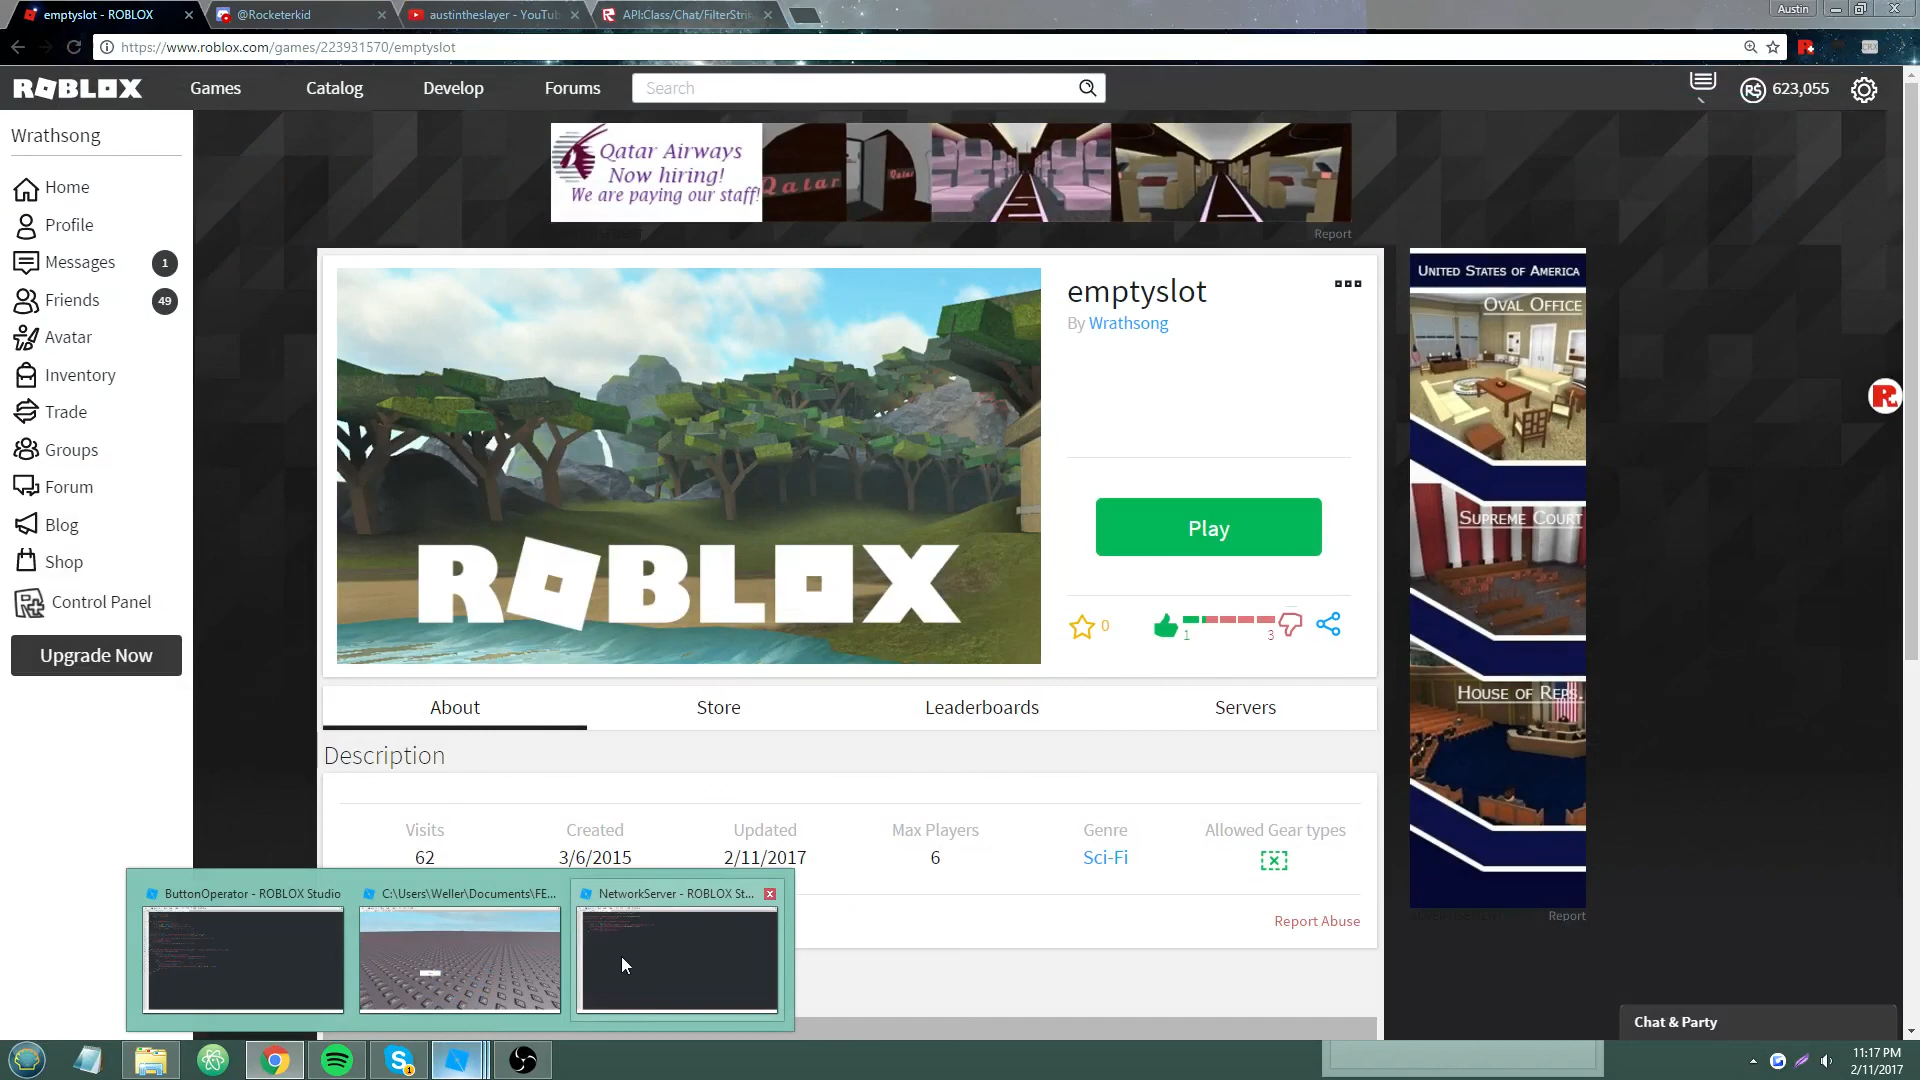 emptyslot - ROBLOX
@Rocketerkid
austintheslayer - YouTu
API:Class/Chat/FilterStri
Austin
https://www.roblox.com/games/223931570/emptyslot
ROBLOX
Games
Catalog
Develop
Forums
Search
R$
623,055
Wrathsong
Home
Profile
Messages
1
Friends
49
Avatar
Inventory
Trade
Groups
Forum
Blog
Shop
Control Panel
Upgrade Now
Qatar Airways
Now hiring!
We are paying our staff!
Qatar
Qatar
Report
ROBLOX
emptyslot
By Wrathsong
Play
0
1
3
About
Store
Leaderboards
Servers
Description
Visits
Created
Updated
Max Players
Genre
Allowed Gear types
62
3/6/2015
2/11/2017
6
Sci-Fi
Report Abuse
United States of America
Oval Office
Supreme Court
House of Reps.
Report
ButtonOperator - ROBLOX Studio
C:\Users\Weller\Documents\FE...
NetworkServer - ROBLOX St...
Chat & Party
11:17 PM
2/11/2017